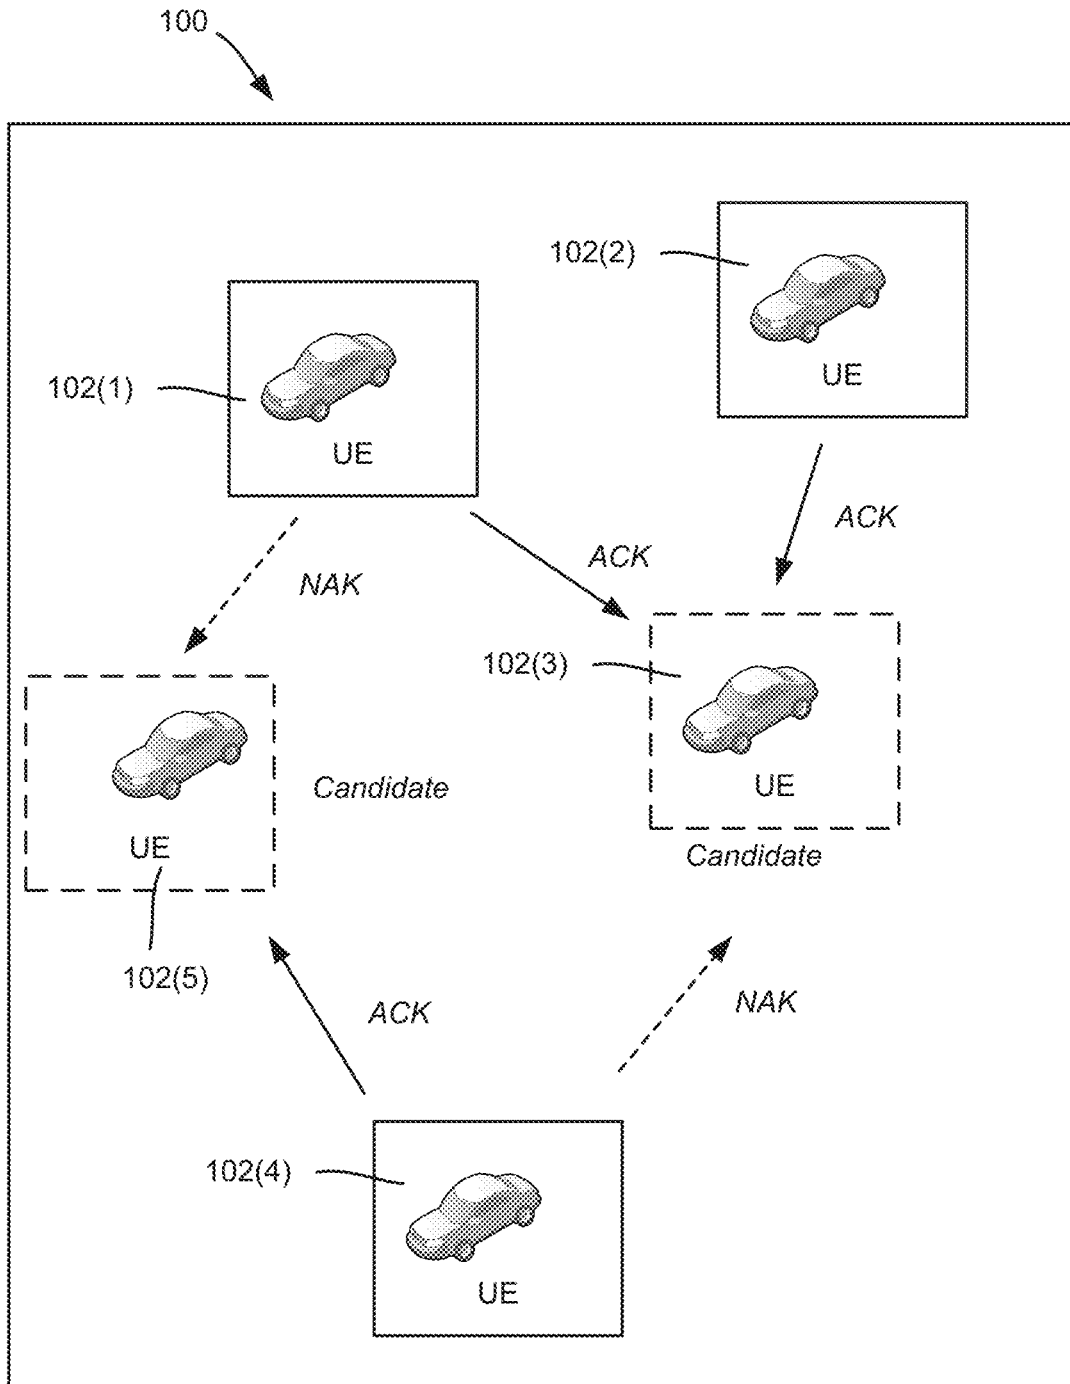 100
102(2)
UE
102(1)
UE
ACK
ACK
NAK
102(3)
UE
Candidate
Candidate
UE
102(5)
ACK
NAK
102(4)
UE